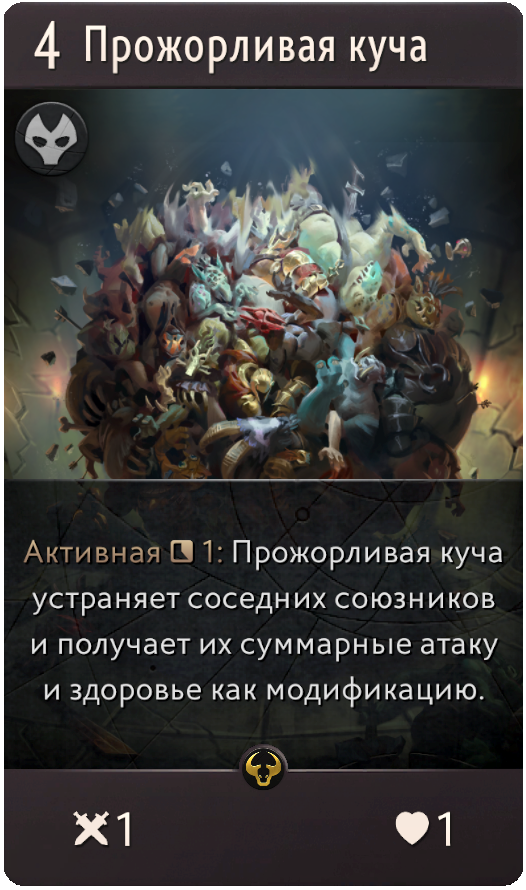 4 Прожорливая куча
Активная 1: Прожорливая куча
устраняет соседних союзников
и получает их суммарные атаку
и здоровье как модификацию.
1 1